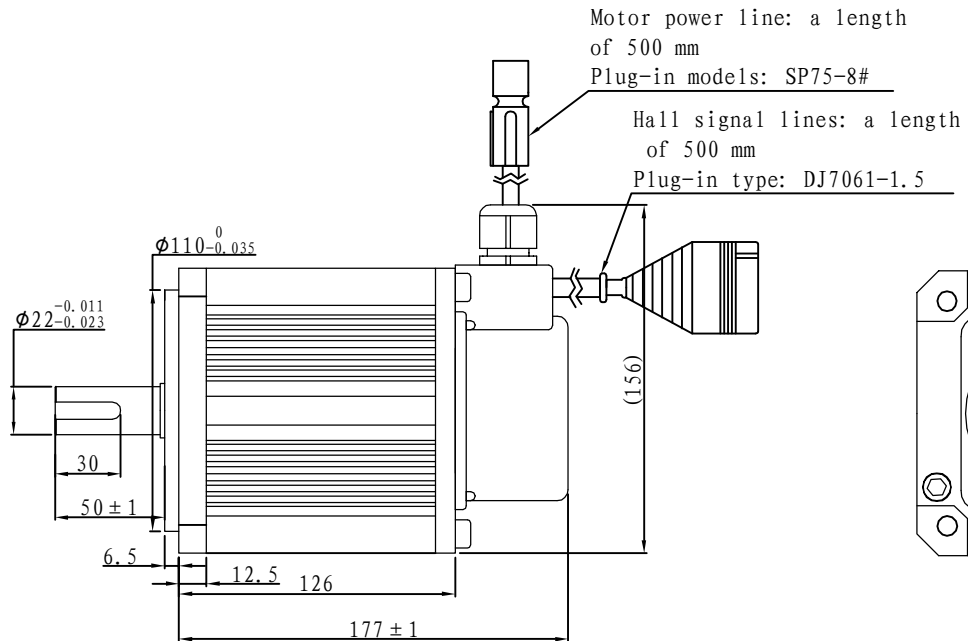 Motor power line: a length
of 500 mm
Plug-in models: SP75-8#
Hall signal lines: a length
of 500 mm
Plug-in type: DJ7061-1.5
ϕ110 0
-0.035
ϕ22 -0.011
-0.023
(156)
30
50±1
6.5
12.5
126
177±1